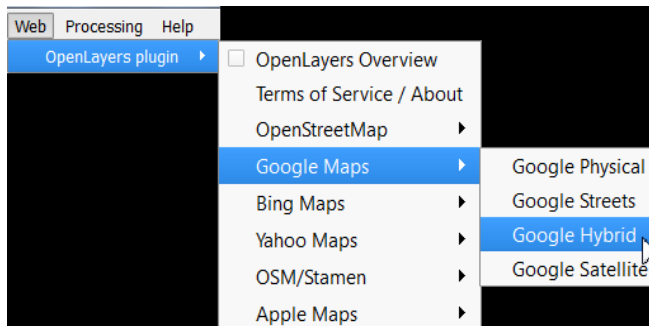 Web Processing Help
OpenLayers plugin
OpenLayers Overview
Terms of Service / About
OpenStreetMap
Google Maps
Google Physical
Google Streets
Google Hybrid
Google Satellite
Bing Maps
Yahoo Maps
OSM/Stamen
Apple Maps